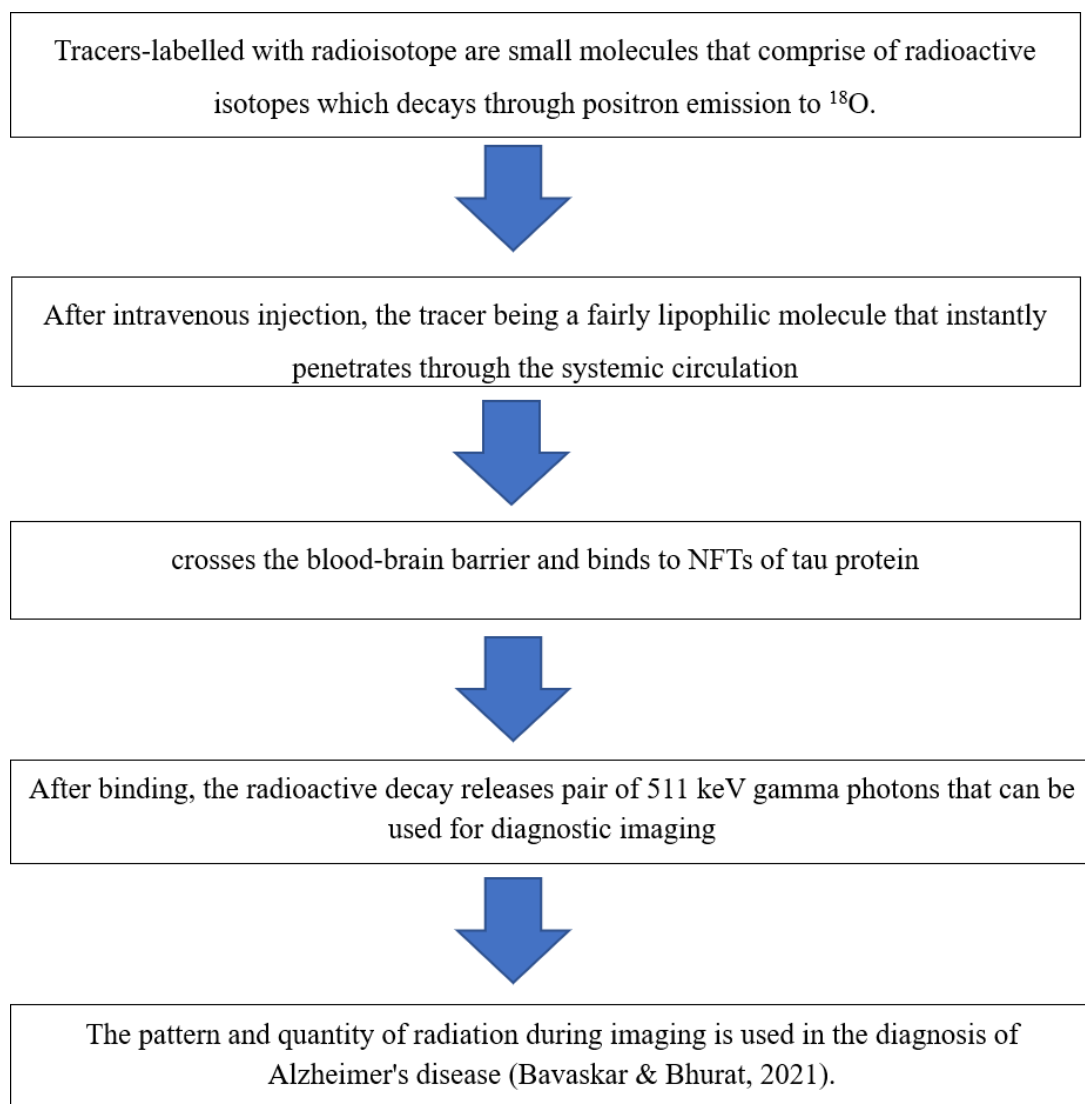 Tracers-labelled with radioisotope are small molecules that comprise of radioactive
isotopes which decays through positron emission to ¹⁸O.
After intravenous injection, the tracer being a fairly lipophilic molecule that instantly
penetrates through the systemic circulation
crosses the blood-brain barrier and binds to NFTs of tau protein
After binding, the radioactive decay releases pair of 511 keV gamma photons that can be
used for diagnostic imaging
The pattern and quantity of radiation during imaging is used in the diagnosis of
Alzheimer's disease (Bavaskar & Bhurat, 2021).